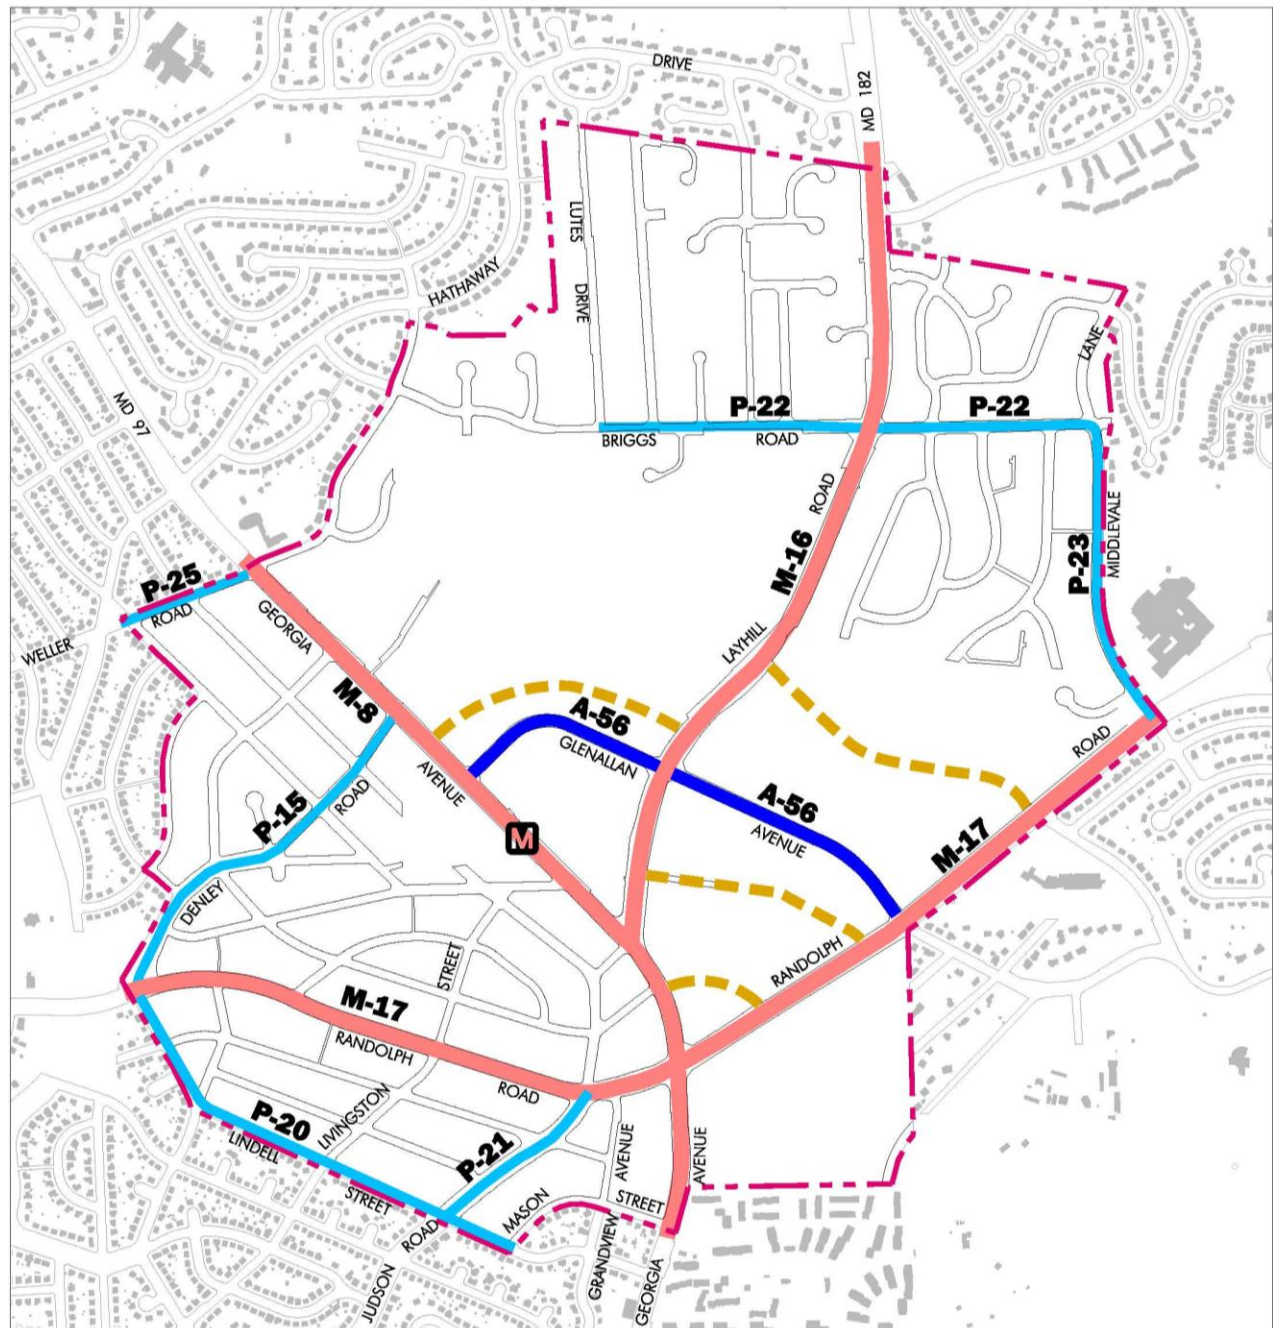 DRIVE
MD 182
LUTES
DRIVE
HATHAWAY
LANE
MD 97
P-22
P-22
BRIGGS
ROAD
ROAD
M-16
MIDDLEVALE
P-23
P-25
ROAD
GEORGIA
WELLER
LAYHILL
M-8
A-56
GLENALLAN
ROAD
AVENUE
ROAD
P-15
A-56
AVENUE
M
M-17
DENLEY
STREET
RANDOLPH
M-17
RANDOLPH
ROAD
P-20
LIVINGSTON
LINDELL
P-21
AVENUE
AVENUE
STREET
MASON
STREET
ROAD
GRANDVIEW
JUDSON
GEORGIA